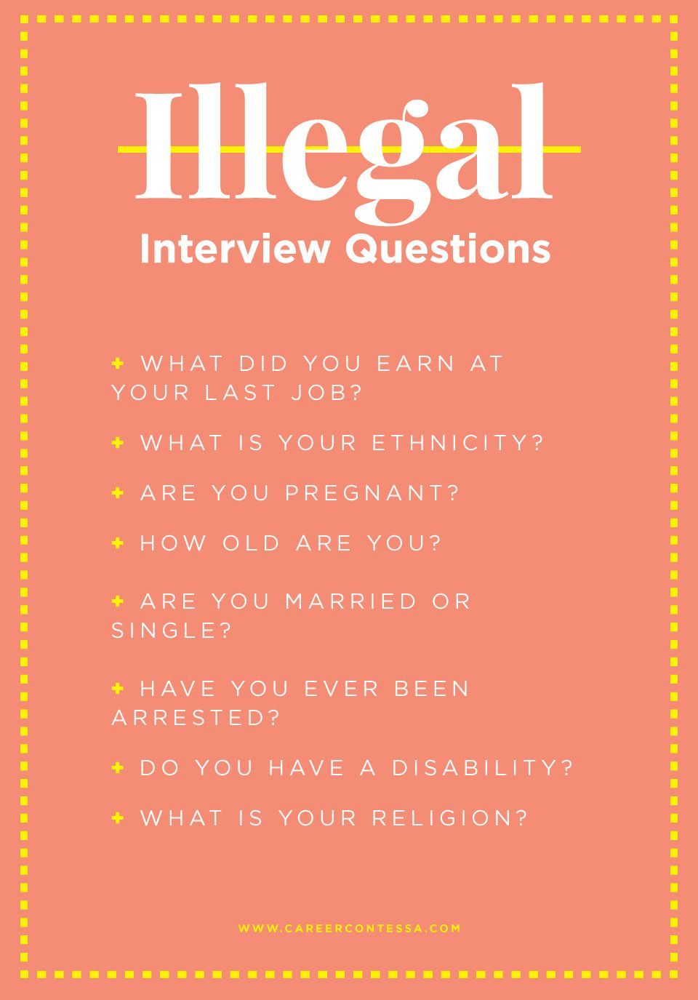 Illegal
Interview Questions
+ WHAT DID YOU EARN AT
YOUR LAST JOB?
+ WHAT IS YOUR ETHNICITY?
+ ARE YOU PREGNANT?
+ HOW OLD ARE YOU?
+ ARE YOU MARRIED OR
SINGLE?
+ HAVE YOU EVER BEEN
ARRESTED?
+ DO YOU HAVE A DISABILITY?
+ WHAT IS YOUR RELIGION?
WWW.CAREERCONTESSA.COM